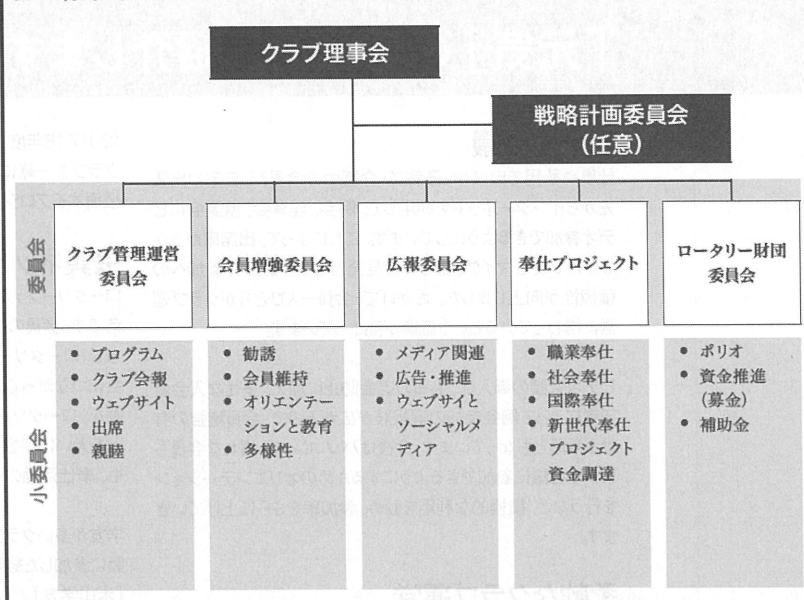 クラブ理事会
戦略計画委員会
(任意)
委員会
クラブ管理運営
委員会
会員増強委員会
広報委員会
奉仕プロジェクト
ロータリー財団
委員会
小委員会
• プログラム
• クラブ会報
• ウェブサイト
• 出席
• 親睦
• 勧誘
• 会員維持
• オリエンテー
ションと教育
• 多様性
• メディア関連
• 広告・推進
• ウェブサイと
ソーシャルメ
ディア
• 職業奉仕
• 社会奉仕
• 国際奉仕
• 新世代奉仕
• プロジェクト
資金調達
• ポリオ
• 資金推進
(募金)
• 補助金